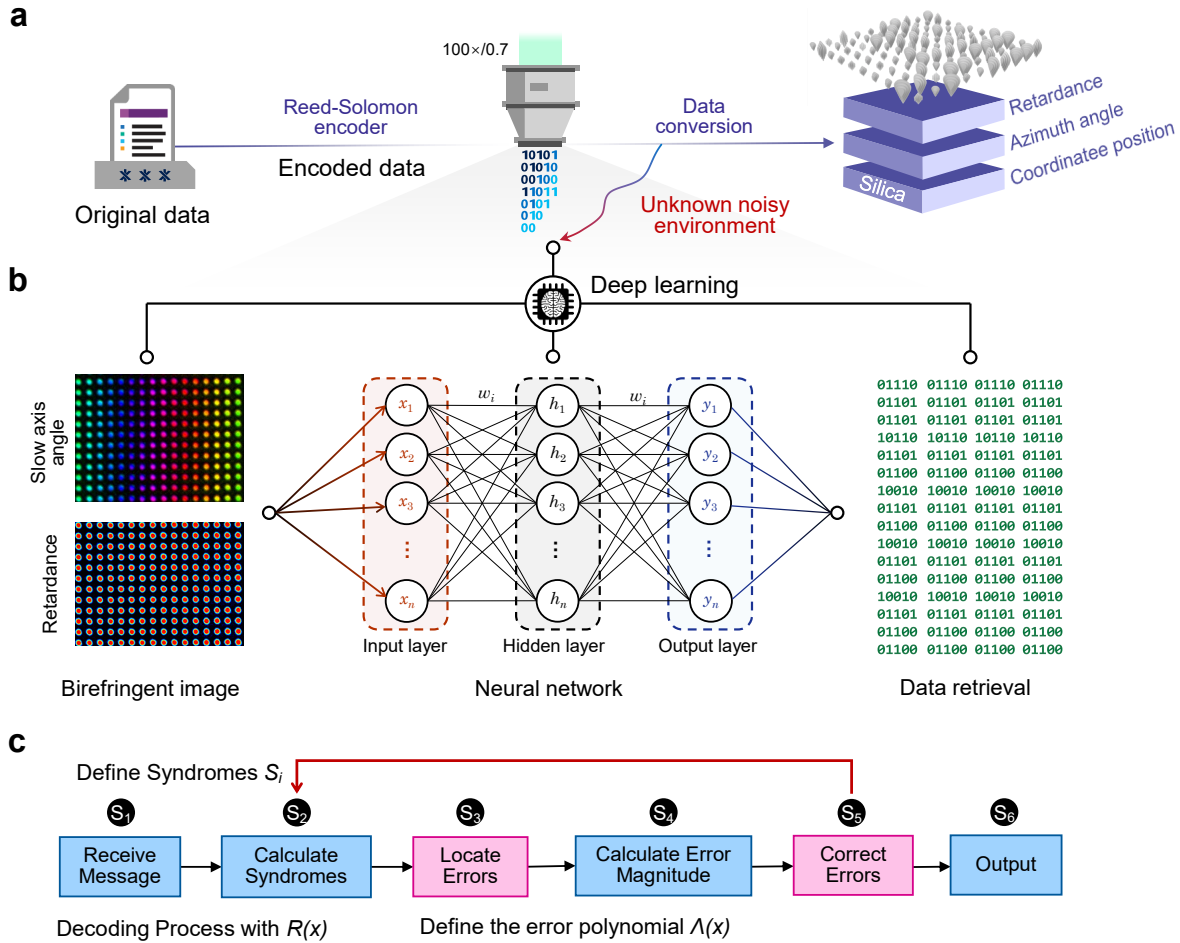 a
100×/0.7
Reed-Solomon
encoder
Encoded data
Original data
10101
01010
00100
11011
0101
010
00
Data
conversion
Unknown noisy
environment
Retardance
Azimuth angle
Coordinatee position
Silica
b
Deep learning
Slow axis
angle
Retardance
Birefringent image
x1
x2
x3
⋮
xn
Input layer
wi
h1
h2
h3
⋮
hn
Hidden layer
wi
y1
y2
y3
⋮
yn
Output layer
Neural network
01110 01110 01110 01110
01101 01101 01101 01101
01101 01101 01101 01101
10110 10110 10110 10110
01101 01101 01101 01101
01100 01100 01100 01100
10010 10010 10010 10010
01101 01101 01101 01101
01100 01100 01100 01100
10010 10010 10010 10010
01101 01101 01101 01101
01100 01100 01100 01100
10010 10010 10010 10010
01101 01101 01101 01101
01100 01100 01100 01100
01100 01100 01100 01100
Data retrieval
c
Define Syndromes Si
S1
S2
S3
S4
S5
S6
Receive
Message
Calculate
Syndromes
Locate
Errors
Calculate Error
Magnitude
Correct
Errors
Output
Decoding Process with R(x)
Define the error polynomial Λ(x)